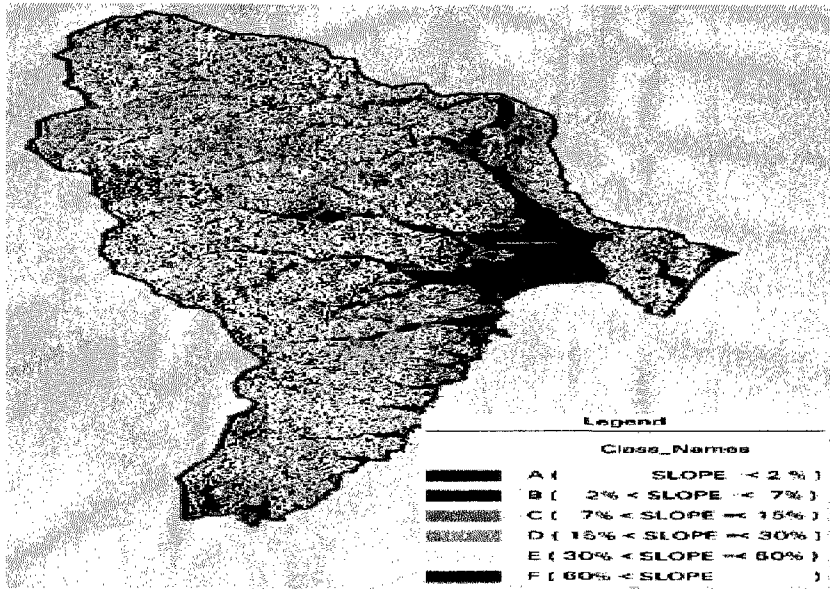 Legend
Class_Names
A ( SLOPE < 2 % )
B ( 2% < SLOPE < 7% )
C ( 7% < SLOPE =< 15% )
D ( 15% < SLOPE =< 30% )
E ( 30% < SLOPE =< 60% )
F ( 60% < SLOPE )